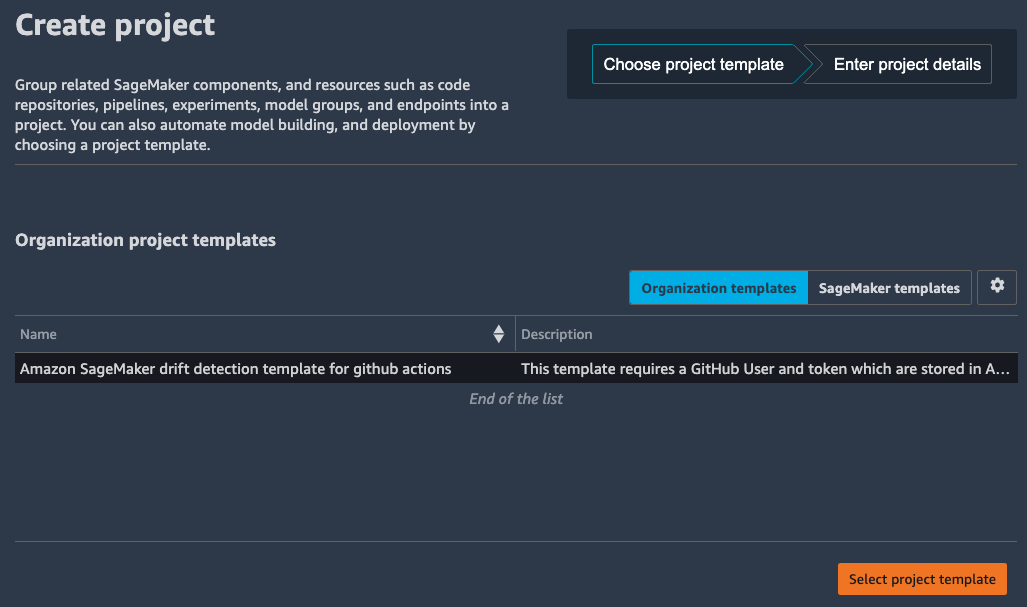 Create project
Choose project template
Enter project details
Group related SageMaker components, and resources such as code
repositories, pipelines, experiments, model groups, and endpoints into a
project. You can also automate model building, and deployment by
choosing a project template.
Organization project templates
Organization templates
SageMaker templates
Name
Description
Amazon SageMaker drift detection template for github actions
This template requires a GitHub User and token which are stored in A...
End of the list
Select project template